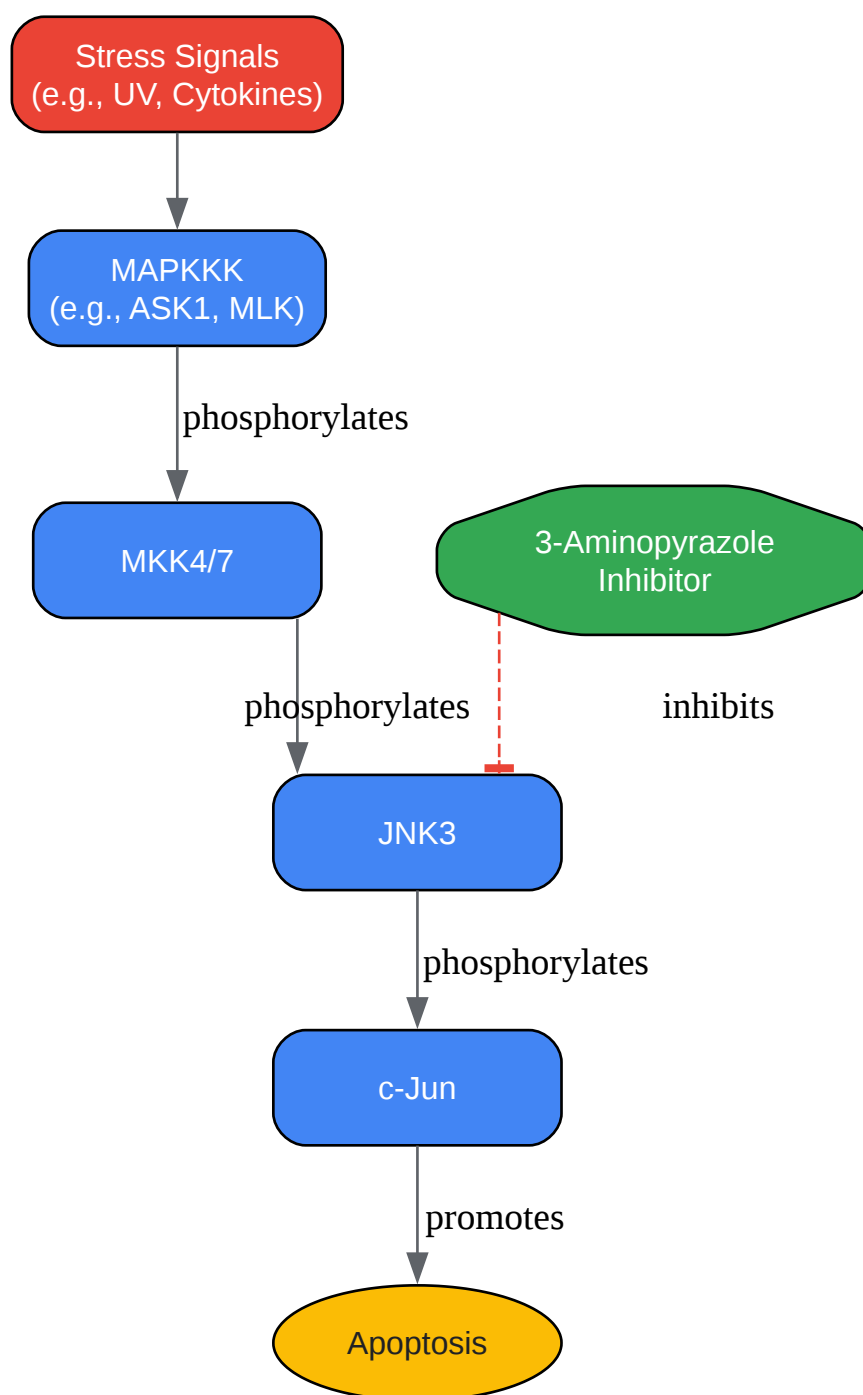 Stress Signals
(e.g., UV, Cytokines)
MAPKKK
(e.g., ASK1, MLK)
phosphorylates
MKK4/7
3-Aminopyrazole
Inhibitor
phosphorylates
inhibits
JNK3
phosphorylates
c-Jun
promotes
Apoptosis